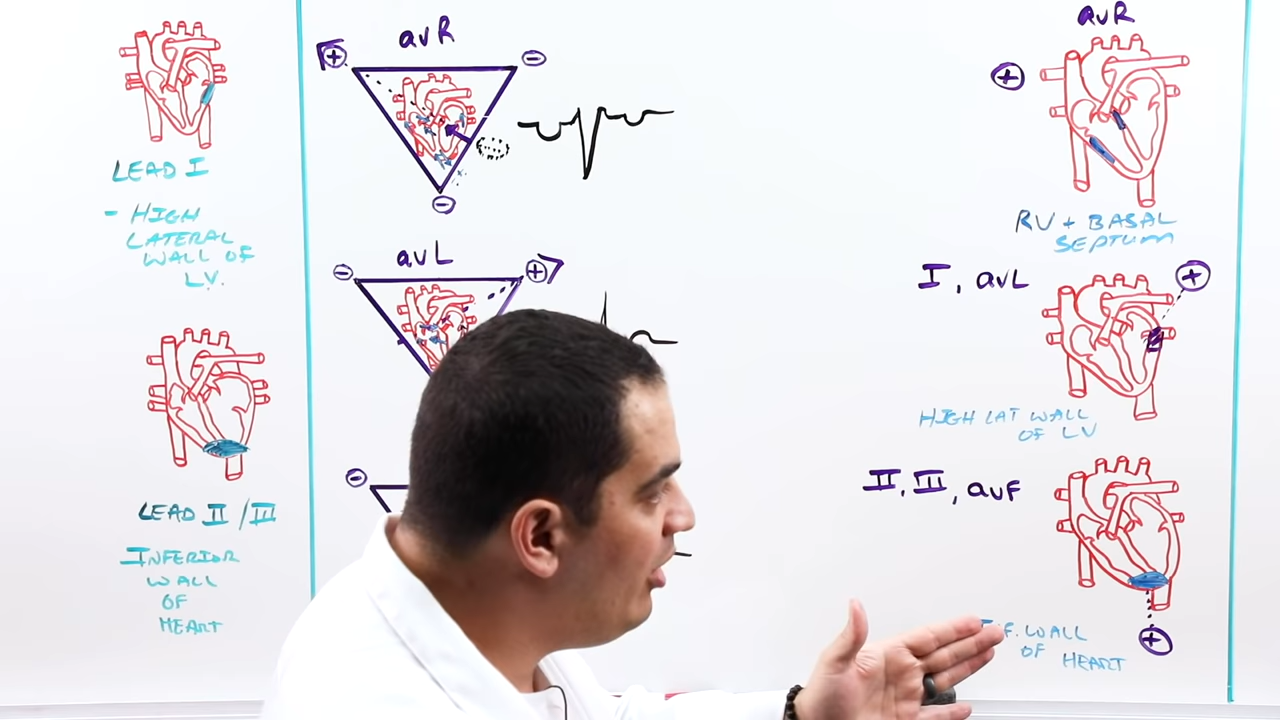 LEAD I
- HIGH
LATERAL
WALL OF
L.V.
LEAD II / III
INFERIOR
WALL
OF
HEART
avR
+
-
-
avL
-
+
-
avR
+
RV + BASAL
SEPTUM
I, avL
+
HIGH LAT WALL
OF LV
II, III, avF
WALL
OF HEART
+